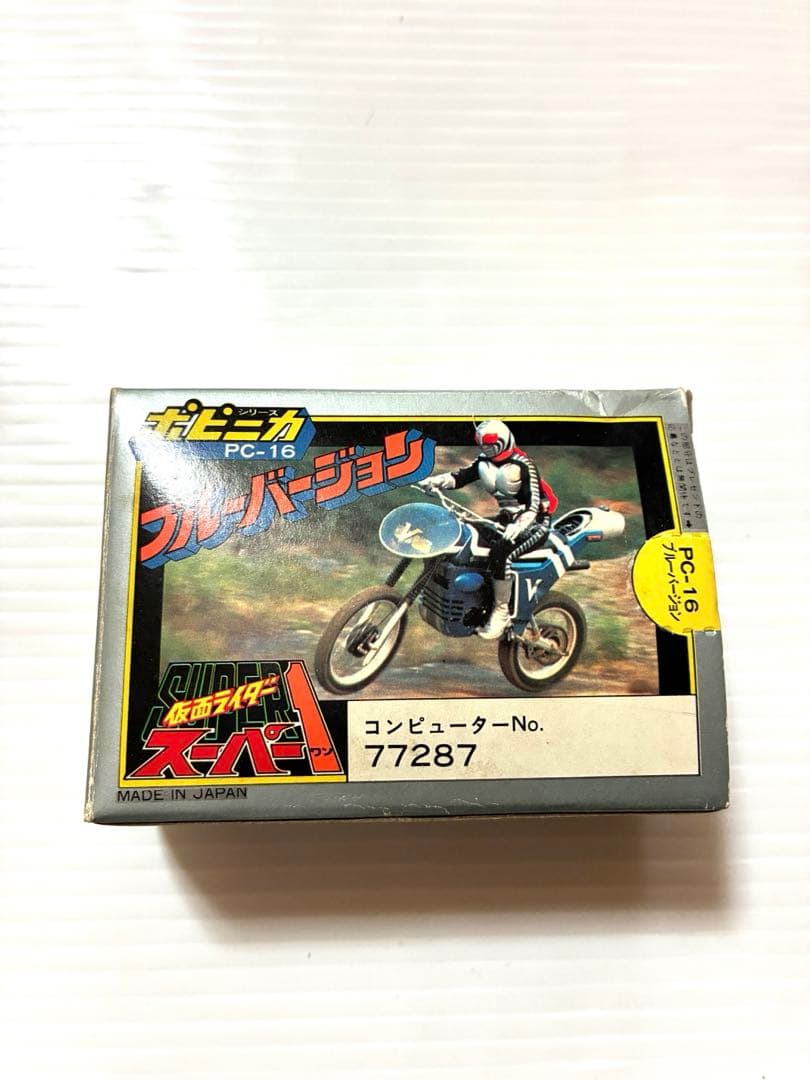 ポピニカ
シリーズ
PC-16
ブルーバージョン
V
V
1
SUPER1
仮面ライダー
スーパー1
ワン
コンピューターNo.
77287
MADE IN JAPAN
PC-16
ブルーバージョン